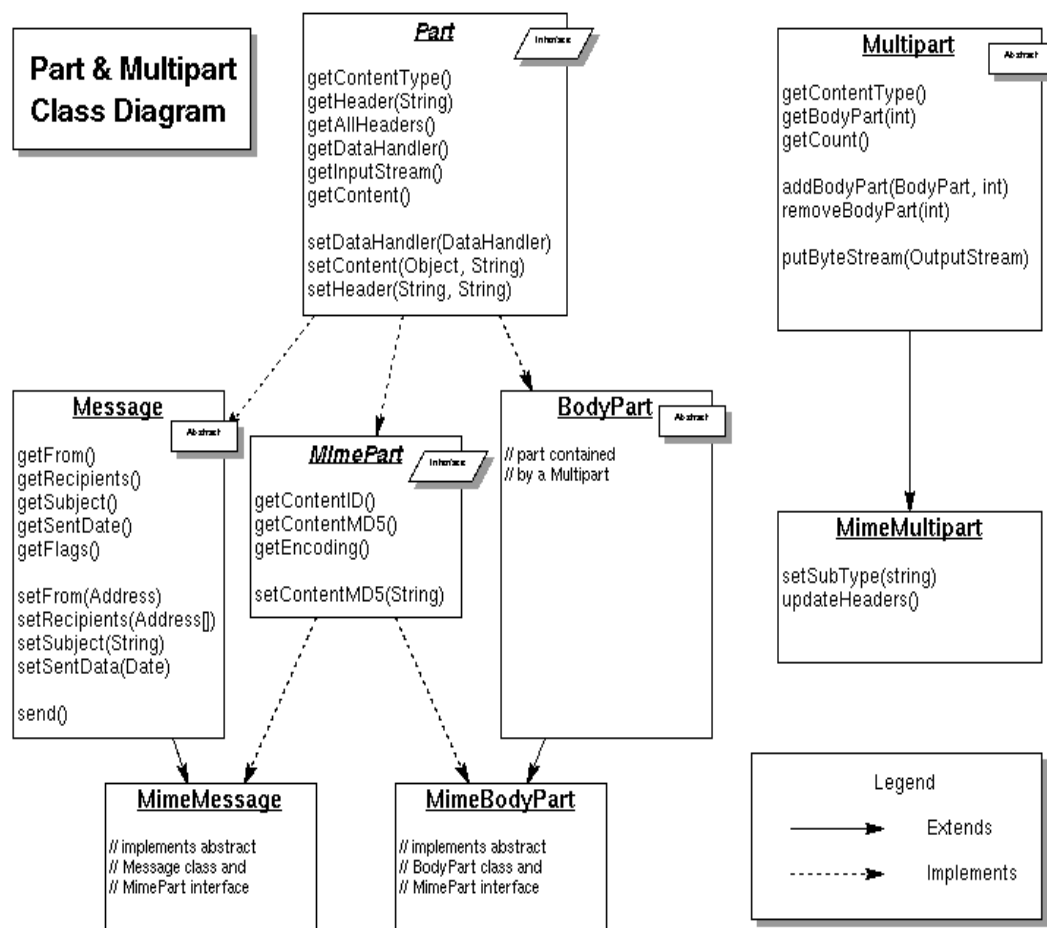 Part & Multipart
Class Diagram
Part
Interface
getContentType()
getHeader(String)
getAllHeaders()
getDataHandler()
getInputStream()
getContent()
setDataHandler(DataHandler)
setContent(Object, String)
setHeader(String, String)
Multipart
Abstract
getContentType()
getBodyPart(int)
getCount()
addBodyPart(BodyPart, int)
removeBodyPart(int)
putByteStream(OutputStream)
Message
Abstract
getFrom()
getRecipients()
getSubject()
getSentDate()
getFlags()
setFrom(Address)
setRecipients(Address[])
setSubject(String)
setSentData(Date)
send()
MimePart
Interface
getContentID()
getContentMD5()
getEncoding()
setContentMD5(String)
BodyPart
Abstract
// part contained
// by a Multipart
MimeMultipart
setSubType(string)
updateHeaders()
MimeMessage
// implements abstract
// Message class and
// MimePart interface
MimeBodyPart
// implements abstract
// BodyPart class and
// MimePart interface
Legend
Extends
Implements